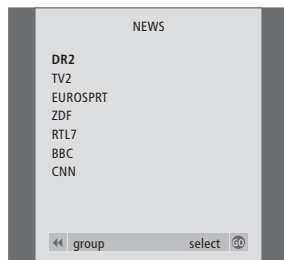 NEWS
DR2
TV2
EUROSPRT
ZDF
RTL7
BBC
CNN
group select GO